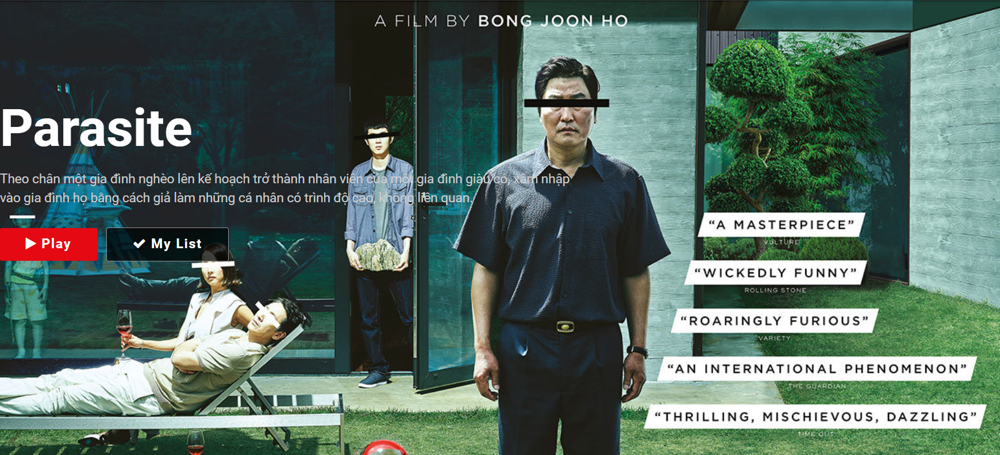 A FILM BY BONG JOON HO
Parasite
Theo chân một gia đình nghèo lên kế hoạch trở thành nhân viên của một gia đình giàu có, xâm nhập
vào gia đình họ bằng cách giả làm những cá nhân có trình độ cao, không liên quan.
Play
My List
“A MASTERPIECE”
VULTURE
“WICKEDLY FUNNY”
ROLLING STONE
“ROARINGLY FURIOUS”
VARIETY
“AN INTERNATIONAL PHENOMENON”
THE GUARDIAN
“THRILLING, MISCHIEVOUS, DAZZLING”
TIME OUT